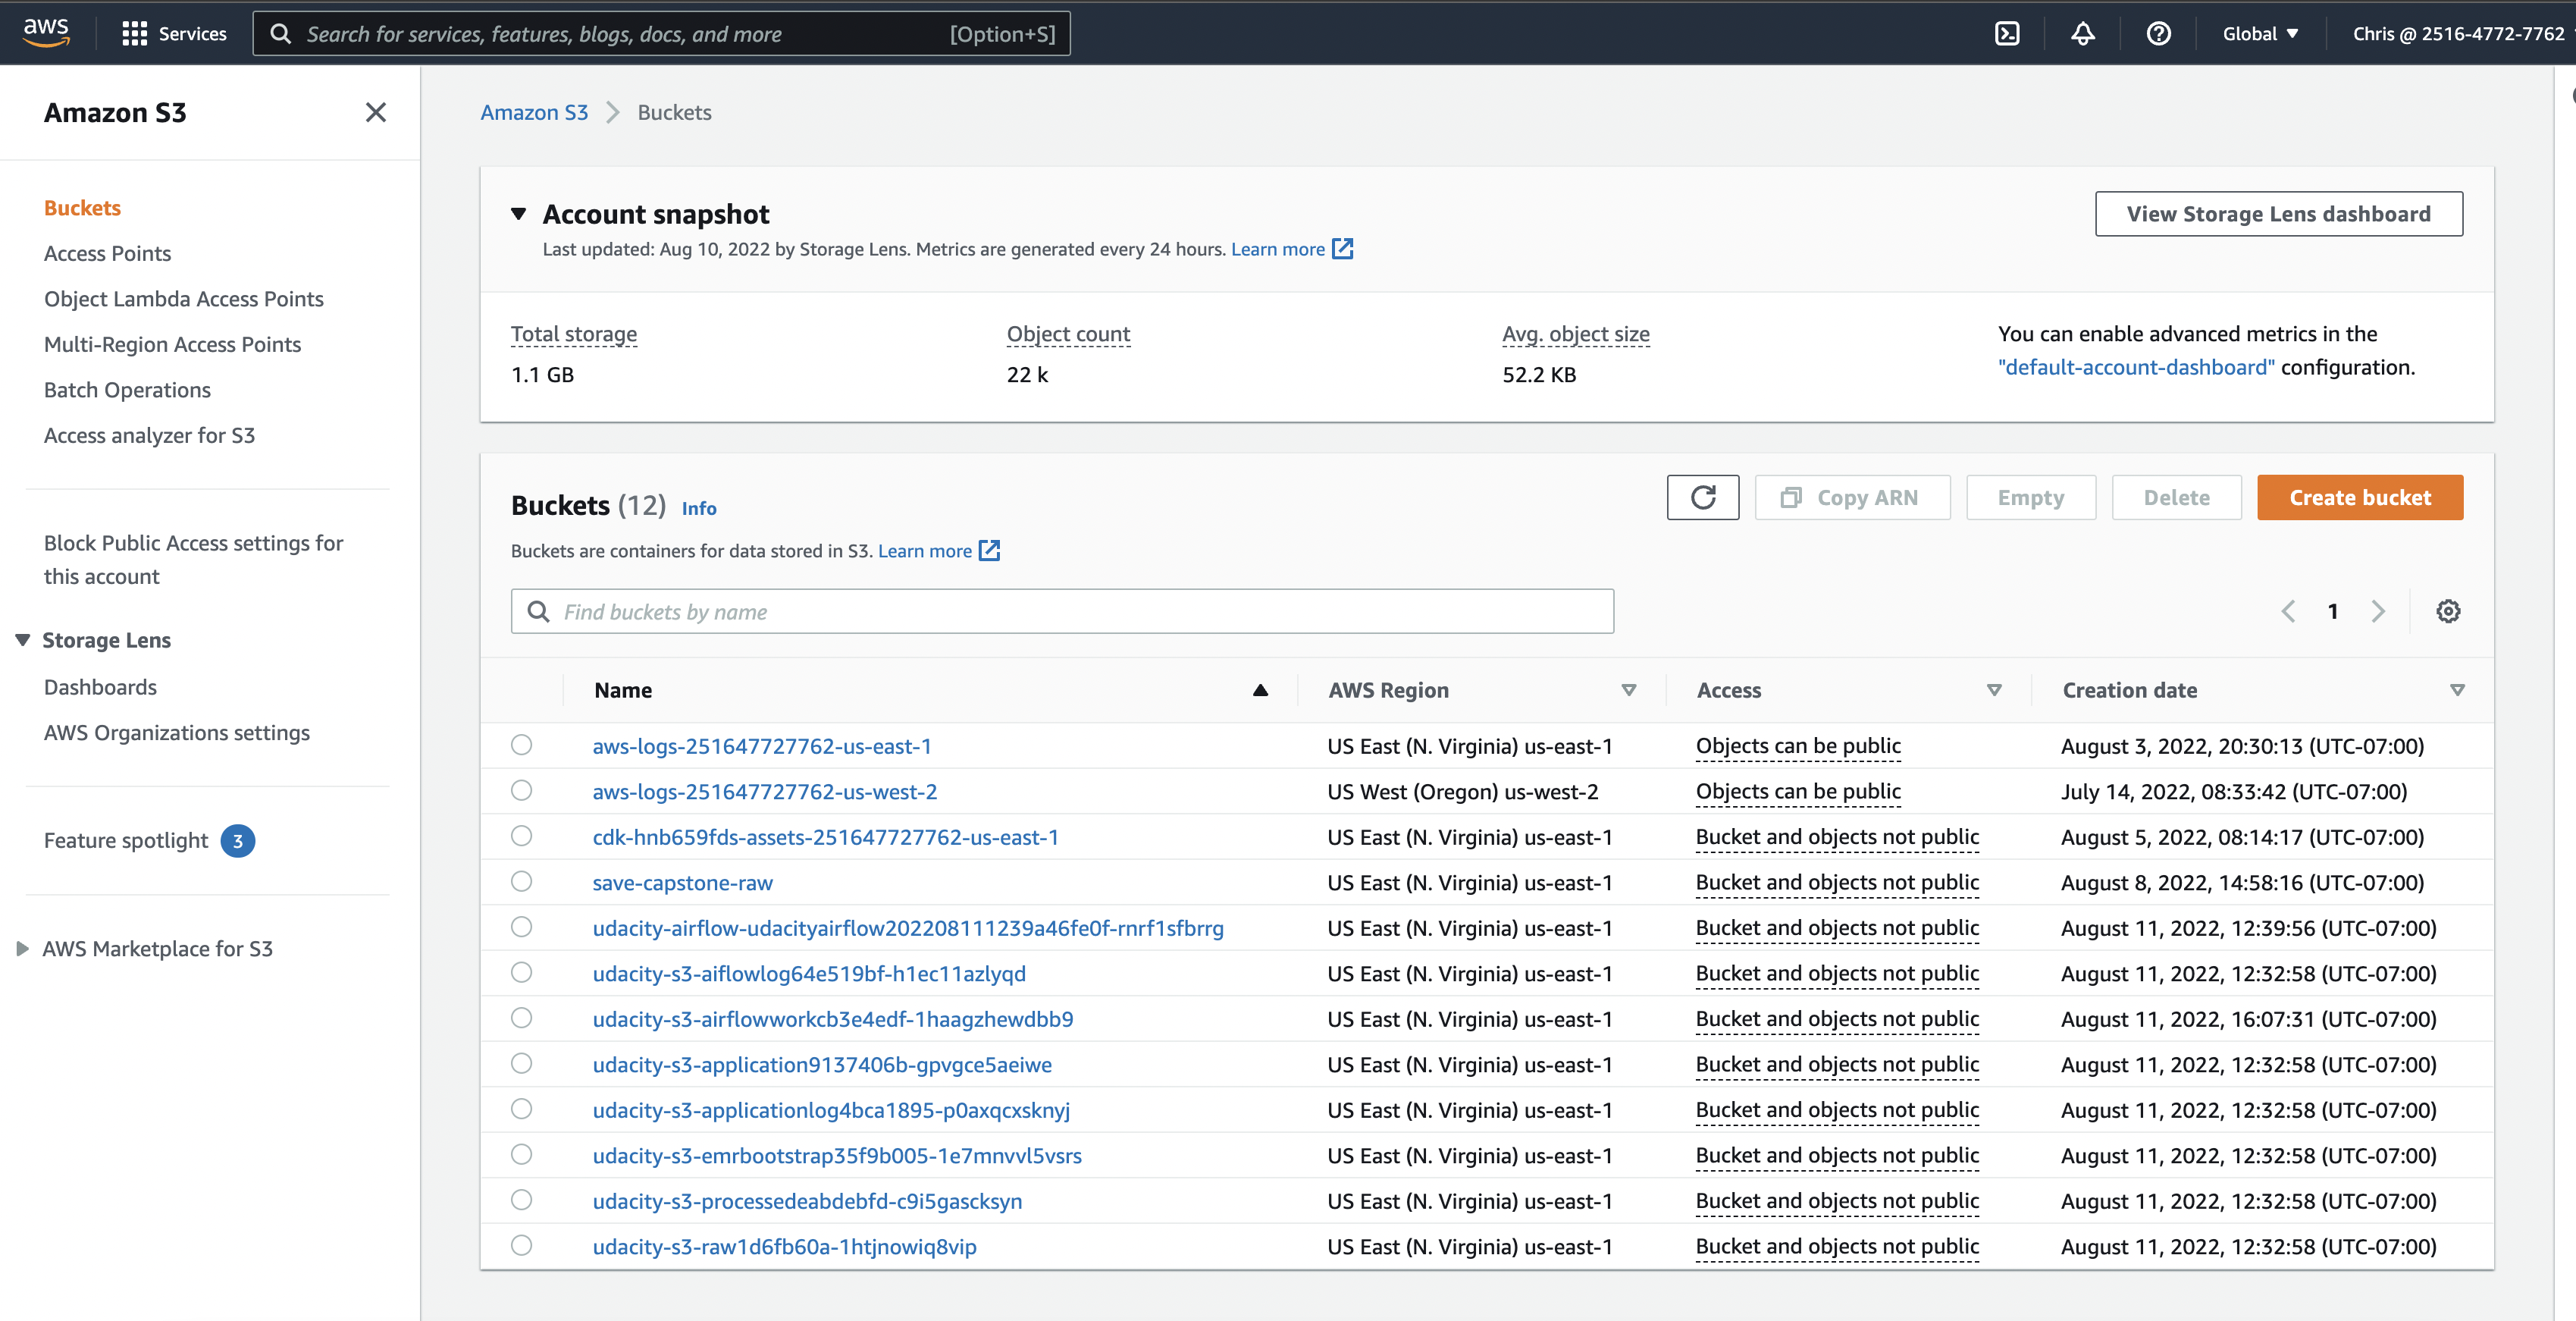 aws
Services
Search for services, features, blogs, docs, and more [Option+S]
Global
Chris @ 2516-4772-7762
Amazon S3
Buckets
Access Points
Object Lambda Access Points
Multi-Region Access Points
Batch Operations
Access analyzer for S3
Block Public Access settings for
this account
Storage Lens
Dashboards
AWS Organizations settings
Feature spotlight 3
AWS Marketplace for S3
Amazon S3 > Buckets
Account snapshot
View Storage Lens dashboard
Last updated: Aug 10, 2022 by Storage Lens. Metrics are generated every 24 hours. Learn more
Total storage
1.1 GB
Object count
22 k
Avg. object size
52.2 KB
You can enable advanced metrics in the
"default-account-dashboard" configuration.
Buckets (12) Info
Copy ARN
Empty
Delete
Create bucket
Buckets are containers for data stored in S3. Learn more
Find buckets by name
1
Name AWS Region Access Creation date
aws-logs-251647727762-us-east-1 US East (N. Virginia) us-east-1 Objects can be public August 3, 2022, 20:30:13 (UTC-07:00)
aws-logs-251647727762-us-west-2 US West (Oregon) us-west-2 Objects can be public July 14, 2022, 08:33:42 (UTC-07:00)
cdk-hnb659fds-assets-251647727762-us-east-1 US East (N. Virginia) us-east-1 Bucket and objects not public August 5, 2022, 08:14:17 (UTC-07:00)
save-capstone-raw US East (N. Virginia) us-east-1 Bucket and objects not public August 8, 2022, 14:58:16 (UTC-07:00)
udacity-airflow-udacityairflow202208111239a46fe0f-rnrf1sfbrrg US East (N. Virginia) us-east-1 Bucket and objects not public August 11, 2022, 12:39:56 (UTC-07:00)
udacity-s3-aiflowlog64e519bf-h1ec11azlyqd US East (N. Virginia) us-east-1 Bucket and objects not public August 11, 2022, 12:32:58 (UTC-07:00)
udacity-s3-airflowworkcb3e4edf-1haagzhewdbb9 US East (N. Virginia) us-east-1 Bucket and objects not public August 11, 2022, 16:07:31 (UTC-07:00)
udacity-s3-application9137406b-gpvgce5aeiwe US East (N. Virginia) us-east-1 Bucket and objects not public August 11, 2022, 12:32:58 (UTC-07:00)
udacity-s3-applicationlog4bca1895-p0axqcxsknyj US East (N. Virginia) us-east-1 Bucket and objects not public August 11, 2022, 12:32:58 (UTC-07:00)
udacity-s3-emrbootstrap35f9b005-1e7mnvvl5vsrs US East (N. Virginia) us-east-1 Bucket and objects not public August 11, 2022, 12:32:58 (UTC-07:00)
udacity-s3-processedeabdebfd-c9i5gascksyn US East (N. Virginia) us-east-1 Bucket and objects not public August 11, 2022, 12:32:58 (UTC-07:00)
udacity-s3-raw1d6fb60a-1htjnowiq8vip US East (N. Virginia) us-east-1 Bucket and objects not public August 11, 2022, 12:32:58 (UTC-07:00)